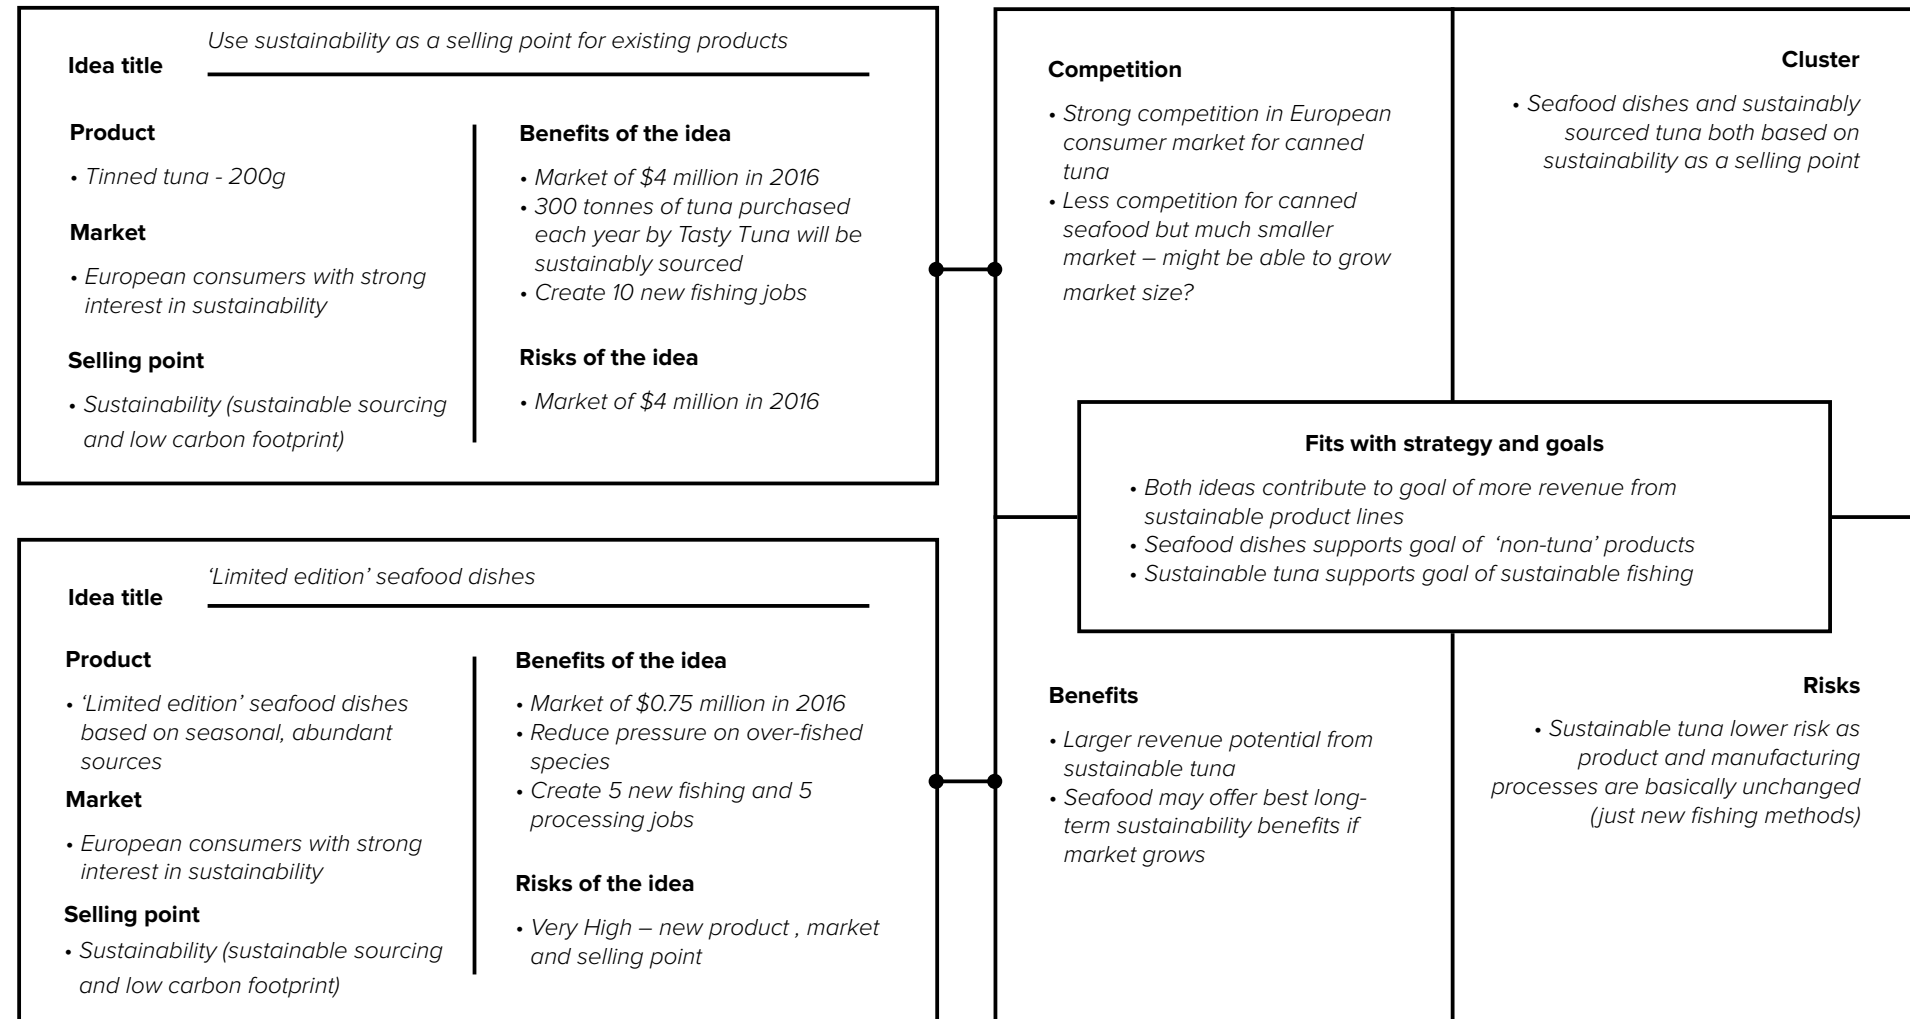 Use sustainability as a selling point for existing products
Idea title
Product
• Tinned tuna - 200g
Market
• European consumers with strong
interest in sustainability
Selling point
• Sustainability (sustainable sourcing
and low carbon footprint)
Benefits of the idea
• Market of $4 million in 2016
• 300 tonnes of tuna purchased
each year by Tasty Tuna will be
sustainably sourced
• Create 10 new fishing jobs
Risks of the idea
• Market of $4 million in 2016
‘Limited edition’ seafood dishes
Idea title
Product
• ‘Limited edition’ seafood dishes
based on seasonal, abundant
sources
Market
• European consumers with strong
interest in sustainability
Selling point
• Sustainability (sustainable sourcing
and low carbon footprint)
Benefits of the idea
• Market of $0.75 million in 2016
• Reduce pressure on over-fished
species
• Create 5 new fishing and 5
processing jobs
Risks of the idea
• Very High – new product , market
and selling point
Competition
• Strong competition in European
consumer market for canned
tuna
• Less competition for canned
seafood but much smaller
market – might be able to grow
market size?
Cluster
• Seafood dishes and sustainably
sourced tuna both based on
sustainability as a selling point
Fits with strategy and goals
• Both ideas contribute to goal of more revenue from
sustainable product lines
• Seafood dishes supports goal of ‘non-tuna’ products
• Sustainable tuna supports goal of sustainable fishing
Benefits
• Larger revenue potential from
sustainable tuna
• Seafood may offer best long-
term sustainability benefits if
market grows
Risks
• Sustainable tuna lower risk as
product and manufacturing
processes are basically unchanged
(just new fishing methods)